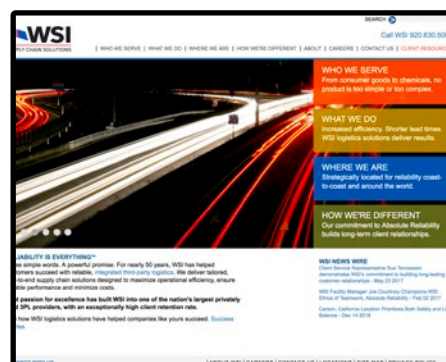 SEARCH
WSI
PLY CHAIN SOLUTIONS
Call WSI 920.830.500
| WHO WE SERVE | WHAT WE DO | WHERE WE ARE | HOW WE'RE DIFFERENT | ABOUT | CAREERS | CONTACT US | CLIENT RESOURC
WHO WE SERVE
From consumer goods to chemicals, no
product is too simple or too complex.
WHAT WE DO
Increased efficiency. Shorter lead times.
WSI logistics solutions deliver results.
WHERE WE ARE
Strategically located for reliability coast-
to-coast and around the world.
HOW WE'RE DIFFERENT
Our commitment to Absolute Reliability
builds long-term client relationships.
LIABILITY IS EVERYTHING™
ee simple words. A powerful promise. For nearly 50 years, WSI has helped
tomers succeed with reliable, integrated third-party logistics. We deliver tailored,
-to-end supply chain solutions designed to maximize operational efficiency, ensure
able performance and minimize costs.
t passion for excellence has built WSI into one of the nation's largest privately
d 3PL providers, with an exceptionally high client retention rate.
how WSI logistics solutions have helped companies like yours succeed. Success
ries
WSI NEWS WIRE
Client Service Representative Sue Tennessen
demonstrates WSI's commitment to building long-lasting
customer relationships - May 23 2017
WSI Facility Manager Joe Courtney Champions WSI
Ethics of Teamwork, Absolute Reliability - Feb 02 2017
Carson, California Location Prioritizes Both Safety and L
Balance - Dec 14 2016